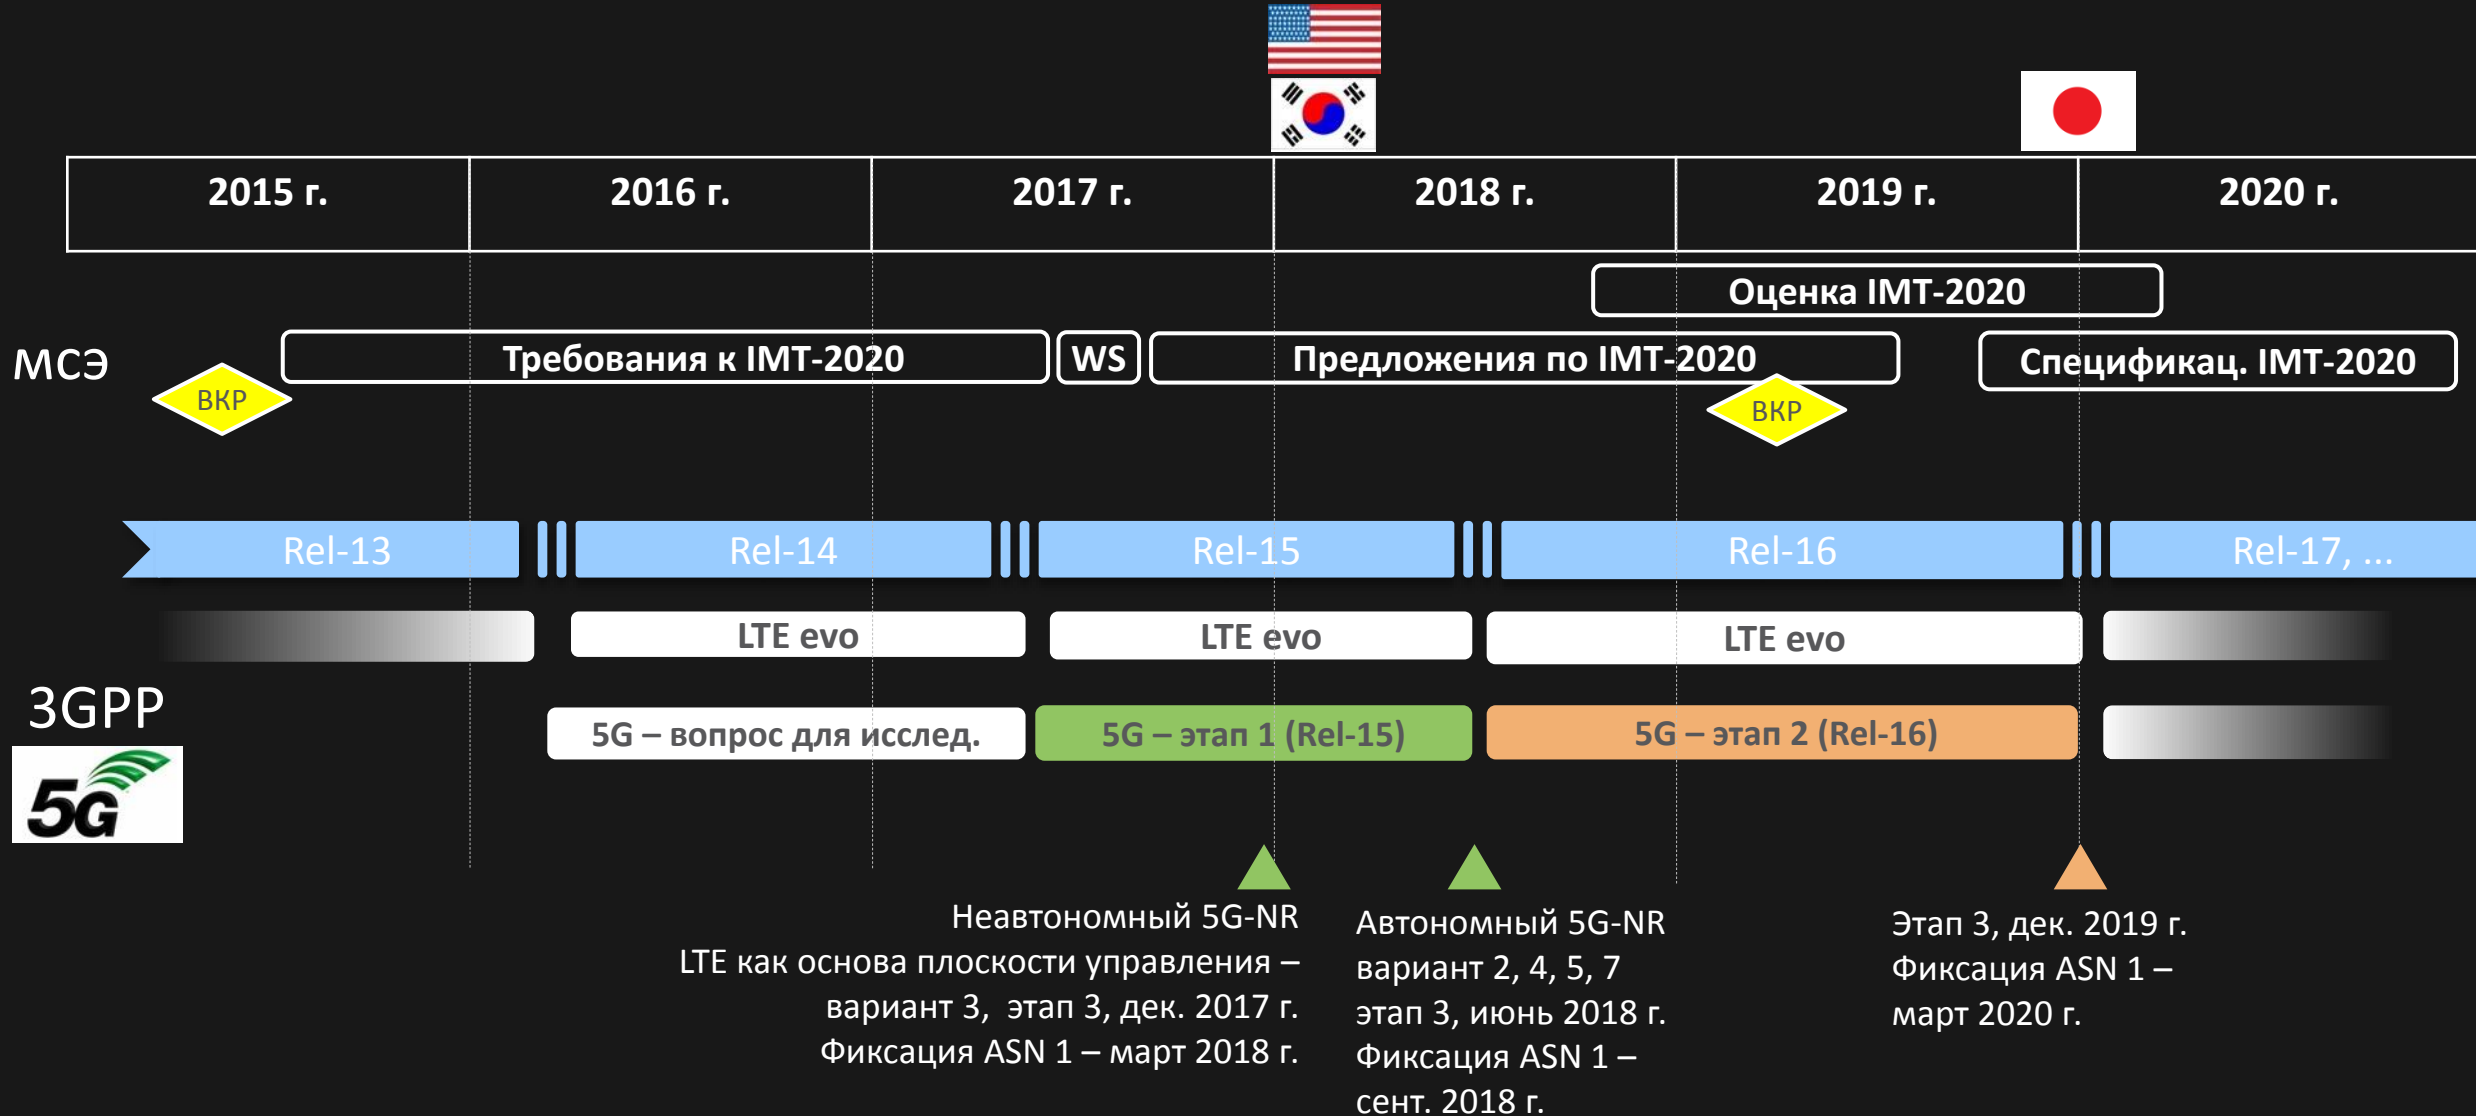 2015 г.
2016 г.
2017 г.
2018 г.
2019 г.
2020 г.
Оценка IMT-2020
МСЭ
Требования к IMT-2020
WS
Предложения по IMT-2020
Спецификац. IMT-2020
ВКР
ВКР
Rel-13
Rel-14
Rel-15
Rel-16
Rel-17, ...
LTE evo
LTE evo
LTE evo
3GPP
5G – вопрос для исслед.
5G – этап 1 (Rel-15)
5G – этап 2 (Rel-16)
5G
Неавтономный 5G-NR
LTE как основа плоскости управления –
вариант 3, этап 3, дек. 2017 г.
Фиксация ASN 1 – март 2018 г.
Автономный 5G-NR
вариант 2, 4, 5, 7
этап 3, июнь 2018 г.
Фиксация ASN 1 –
сент. 2018 г.
Этап 3, дек. 2019 г.
Фиксация ASN 1 –
март 2020 г.